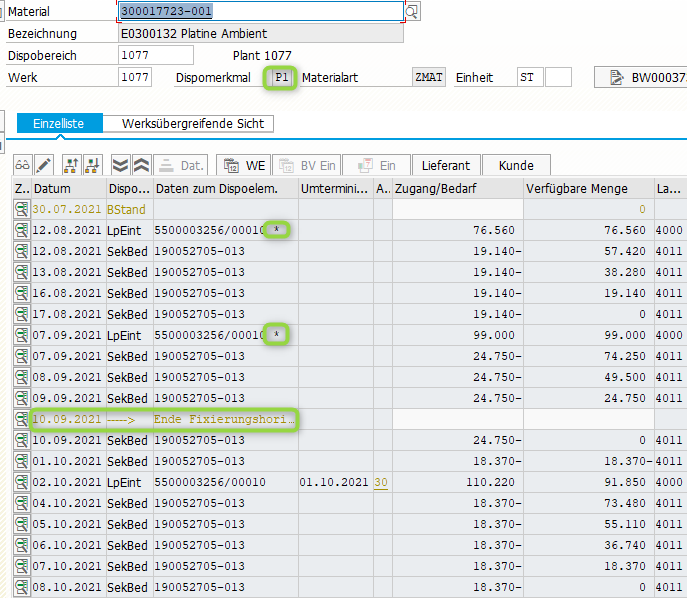 Material 300017723-001
Bezeichnung E0300132 Platine Ambient
Dispobereich 1077 Plant 1077
Werk 1077 Dispomerkmal P1 Materialart ZMAT Einheit ST
Einzelliste Werksübergreifende Sicht
Dat. WE BV Ein Ein Lieferant Kunde
Z... Datum Dispo... Daten zum Dispoelem. Umtermini... A.. Zugang/Bedarf Verfügbare Menge La...
30.07.2021 BStand 0
12.08.2021 LpEint 5500003256/00010 * 76.560 76.560 4000
12.08.2021 SekBed 190052705-013 19.140- 57.420 4011
13.08.2021 SekBed 190052705-013 19.140- 38.280 4011
16.08.2021 SekBed 190052705-013 19.140- 19.140 4011
17.08.2021 SekBed 190052705-013 19.140- 0 4011
07.09.2021 LpEint 5500003256/00010 * 99.000 99.000 4000
07.09.2021 SekBed 190052705-013 24.750- 74.250 4011
08.09.2021 SekBed 190052705-013 24.750- 49.500 4011
09.09.2021 SekBed 190052705-013 24.750- 24.750 4011
10.09.2021 -----> Ende Fixierungshori...
10.09.2021 SekBed 190052705-013 24.750- 0 4011
01.10.2021 SekBed 190052705-013 18.370- 18.370- 4011
02.10.2021 LpEint 5500003256/00010 01.10.2021 30 110.220 91.850 4000
04.10.2021 SekBed 190052705-013 18.370- 73.480 4011
05.10.2021 SekBed 190052705-013 18.370- 55.110 4011
06.10.2021 SekBed 190052705-013 18.370- 36.740 4011
07.10.2021 SekBed 190052705-013 18.370- 18.370 4011
08.10.2021 SekBed 190052705-013 18.370- 0 4011